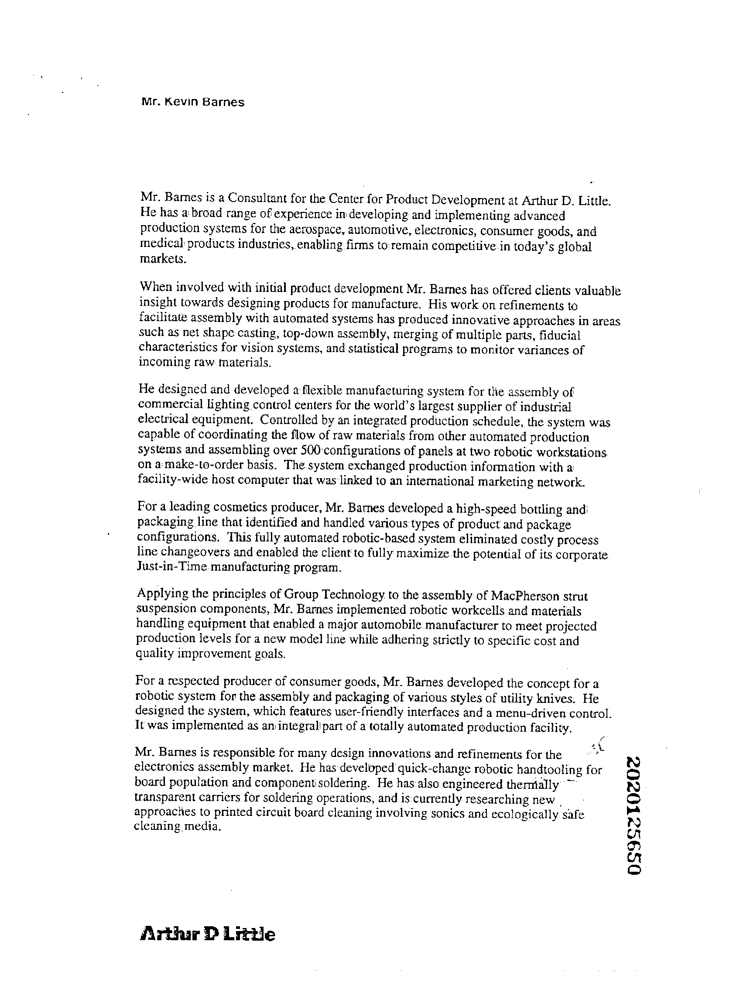 Mr. Kevin Barnes
Mr. Barnes is a Consultant for the Center for Product Development at Arthur D. Little.
He has a broad range of experience in developing and implementing advanced
production systems for the aerospace, automotive, electronics, consumer goods, and
medical products industries, enabling firms to remain competitive in today's global
markets.
When involved with initial product development Mr. Barnes has offered clients valuable
insight towards designing products for manufacture. His work on refinements to
facilitate assembly with automated systems has produced innovative approaches in areas
such as net shape casting, top-down assembly, merging of multiple parts, fiducial
characteristics for vision systems, and statistical programs to monitor variances of
incoming raw materials.
He designed and developed a flexible manufacturing system for the assembly of
commercial lighting control centers for the world's largest supplier of industrial
electrical equipment. Controlled by an integrated production schedule, the system was
capable of coordinating the flow of raw materials from other automated production
systems and assembling over 500 configurations of panels at two robotic workstations
on a make-to-order basis. The system exchanged production information with a
facility-wide host computer that was linked to an international marketing network.
For a leading cosmetics producer, Mr. Barnes developed a high-speed bottling and
packaging line that identified and handled various types of product and package
configurations. This fully automated robotic-based system eliminated costly process
line changeovers and enabled the client to fully maximize the potential of its corporate
Just-in-Time manufacturing program.
Applying the principles of Group Technology to the assembly of MacPherson strut
suspension components, Mr. Barnes implemented robotic workcells and materials
handling equipment that enabled a major automobile manufacturer to meet projected
production levels for a new model line while adhering strictly to specific cost and
quality improvement goals.
For a respected producer of consumer goods, Mr. Barnes developed the concept for a
robotic system for the assembly and packaging of various styles of utility knives. He
designed the system, which features user-friendly interfaces and a menu-driven control.
It was implemented as an integral part of a totally automated production facility.
Mr. Barnes is responsible for many design innovations and refinements for the
electronics assembly market. He has developed quick-change robotic handtooling for
board population and component soldering. He has also engineered thermally
transparent carriers for soldering operations, and is currently researching new
approaches to printed circuit board cleaning involving sonics and ecologically safe
cleaning media.
2020125650
Arthur D Little